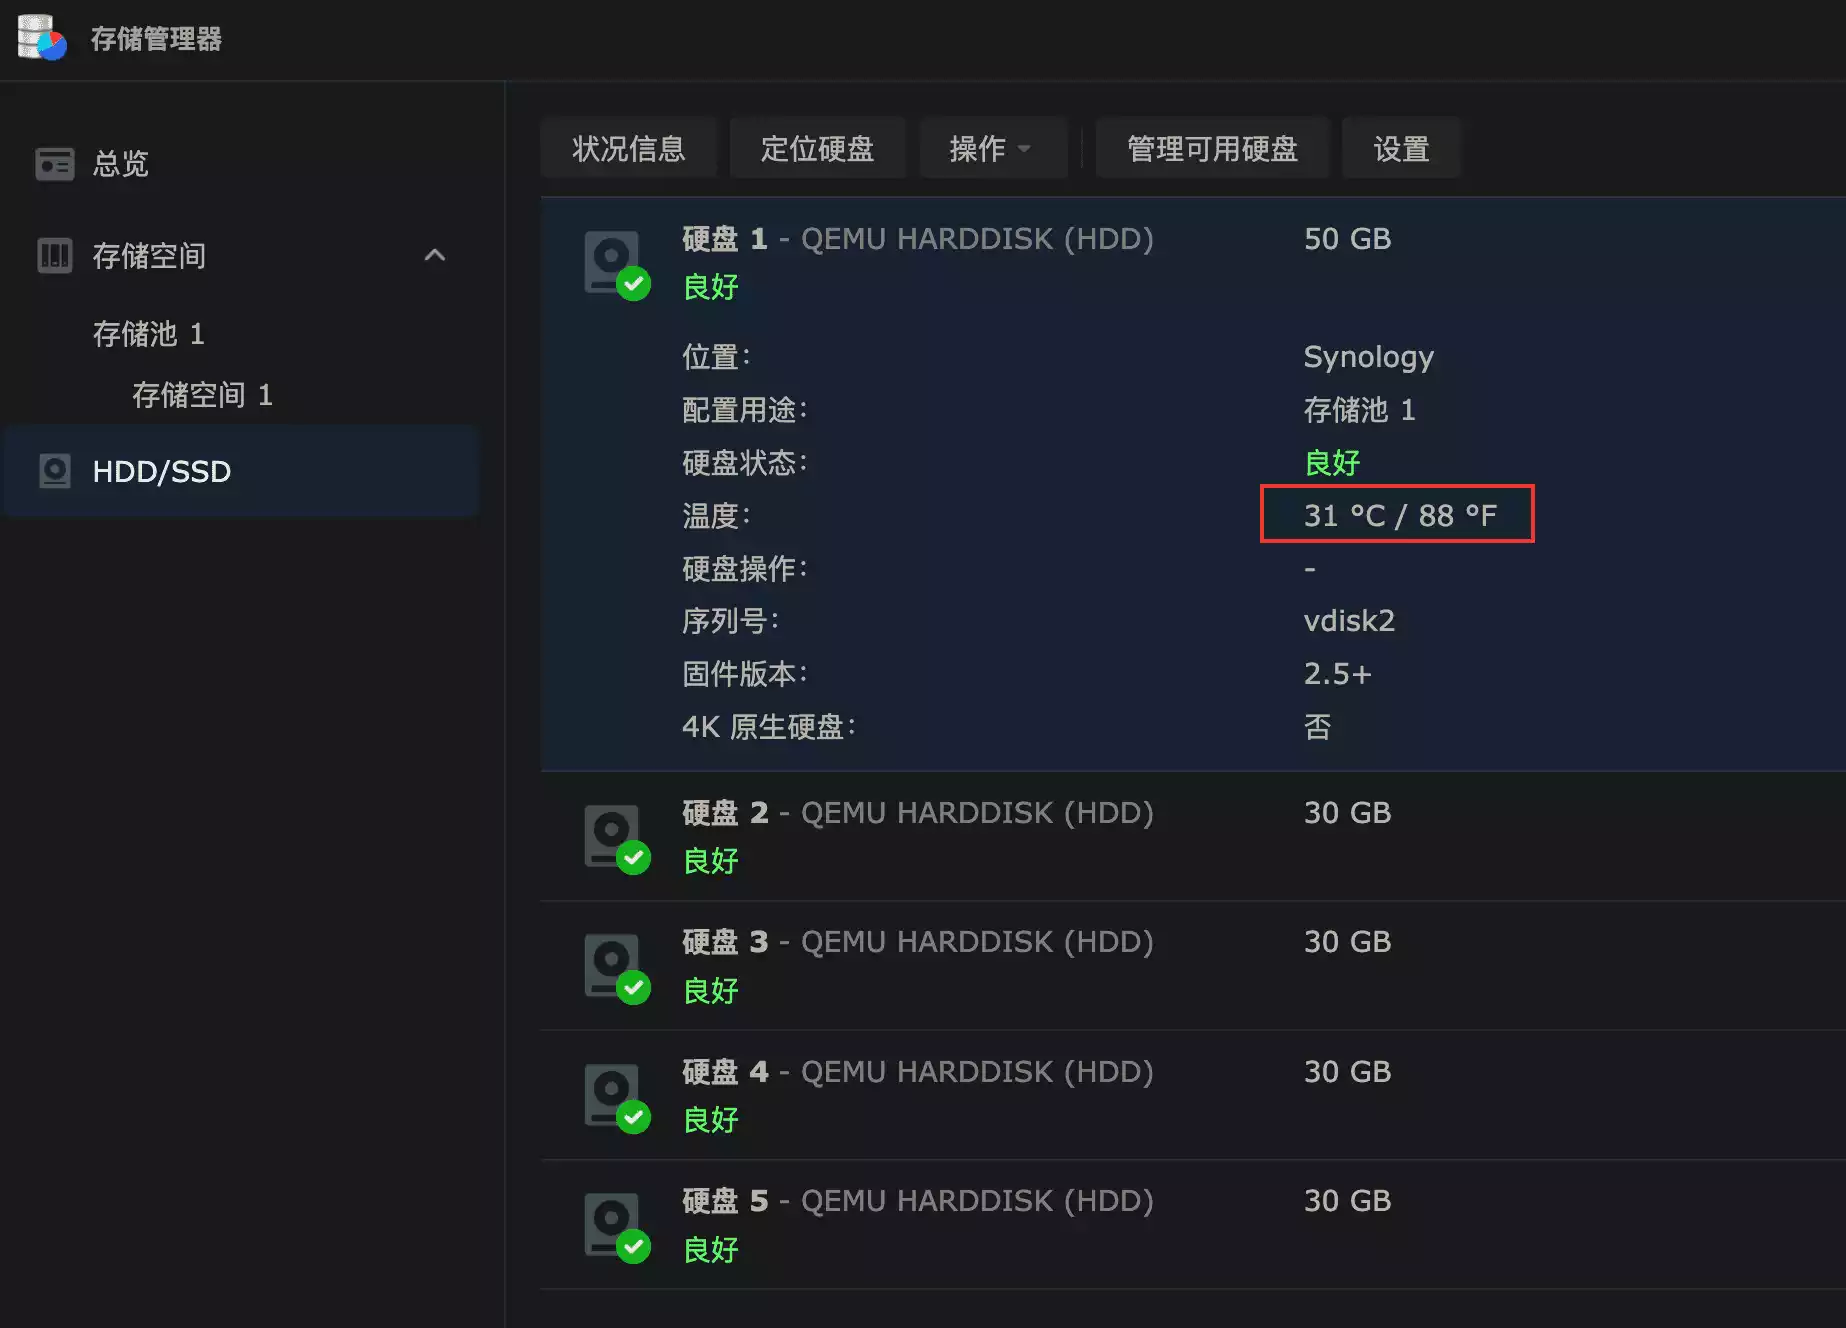 存储管理器
总览
存储空间
存储池 1
存储空间 1
HDD/SSD
状况信息 定位硬盘 操作 管理可用硬盘 设置
硬盘 1 - QEMU HARDDISK (HDD) 50 GB
良好
位置: Synology
配置用途: 存储池 1
硬盘状态: 良好
温度: 31 °C / 88 °F
硬盘操作: -
序列号: vdisk2
固件版本: 2.5+
4K 原生硬盘: 否
硬盘 2 - QEMU HARDDISK (HDD) 30 GB
良好
硬盘 3 - QEMU HARDDISK (HDD) 30 GB
良好
硬盘 4 - QEMU HARDDISK (HDD) 30 GB
良好
硬盘 5 - QEMU HARDDISK (HDD) 30 GB
良好